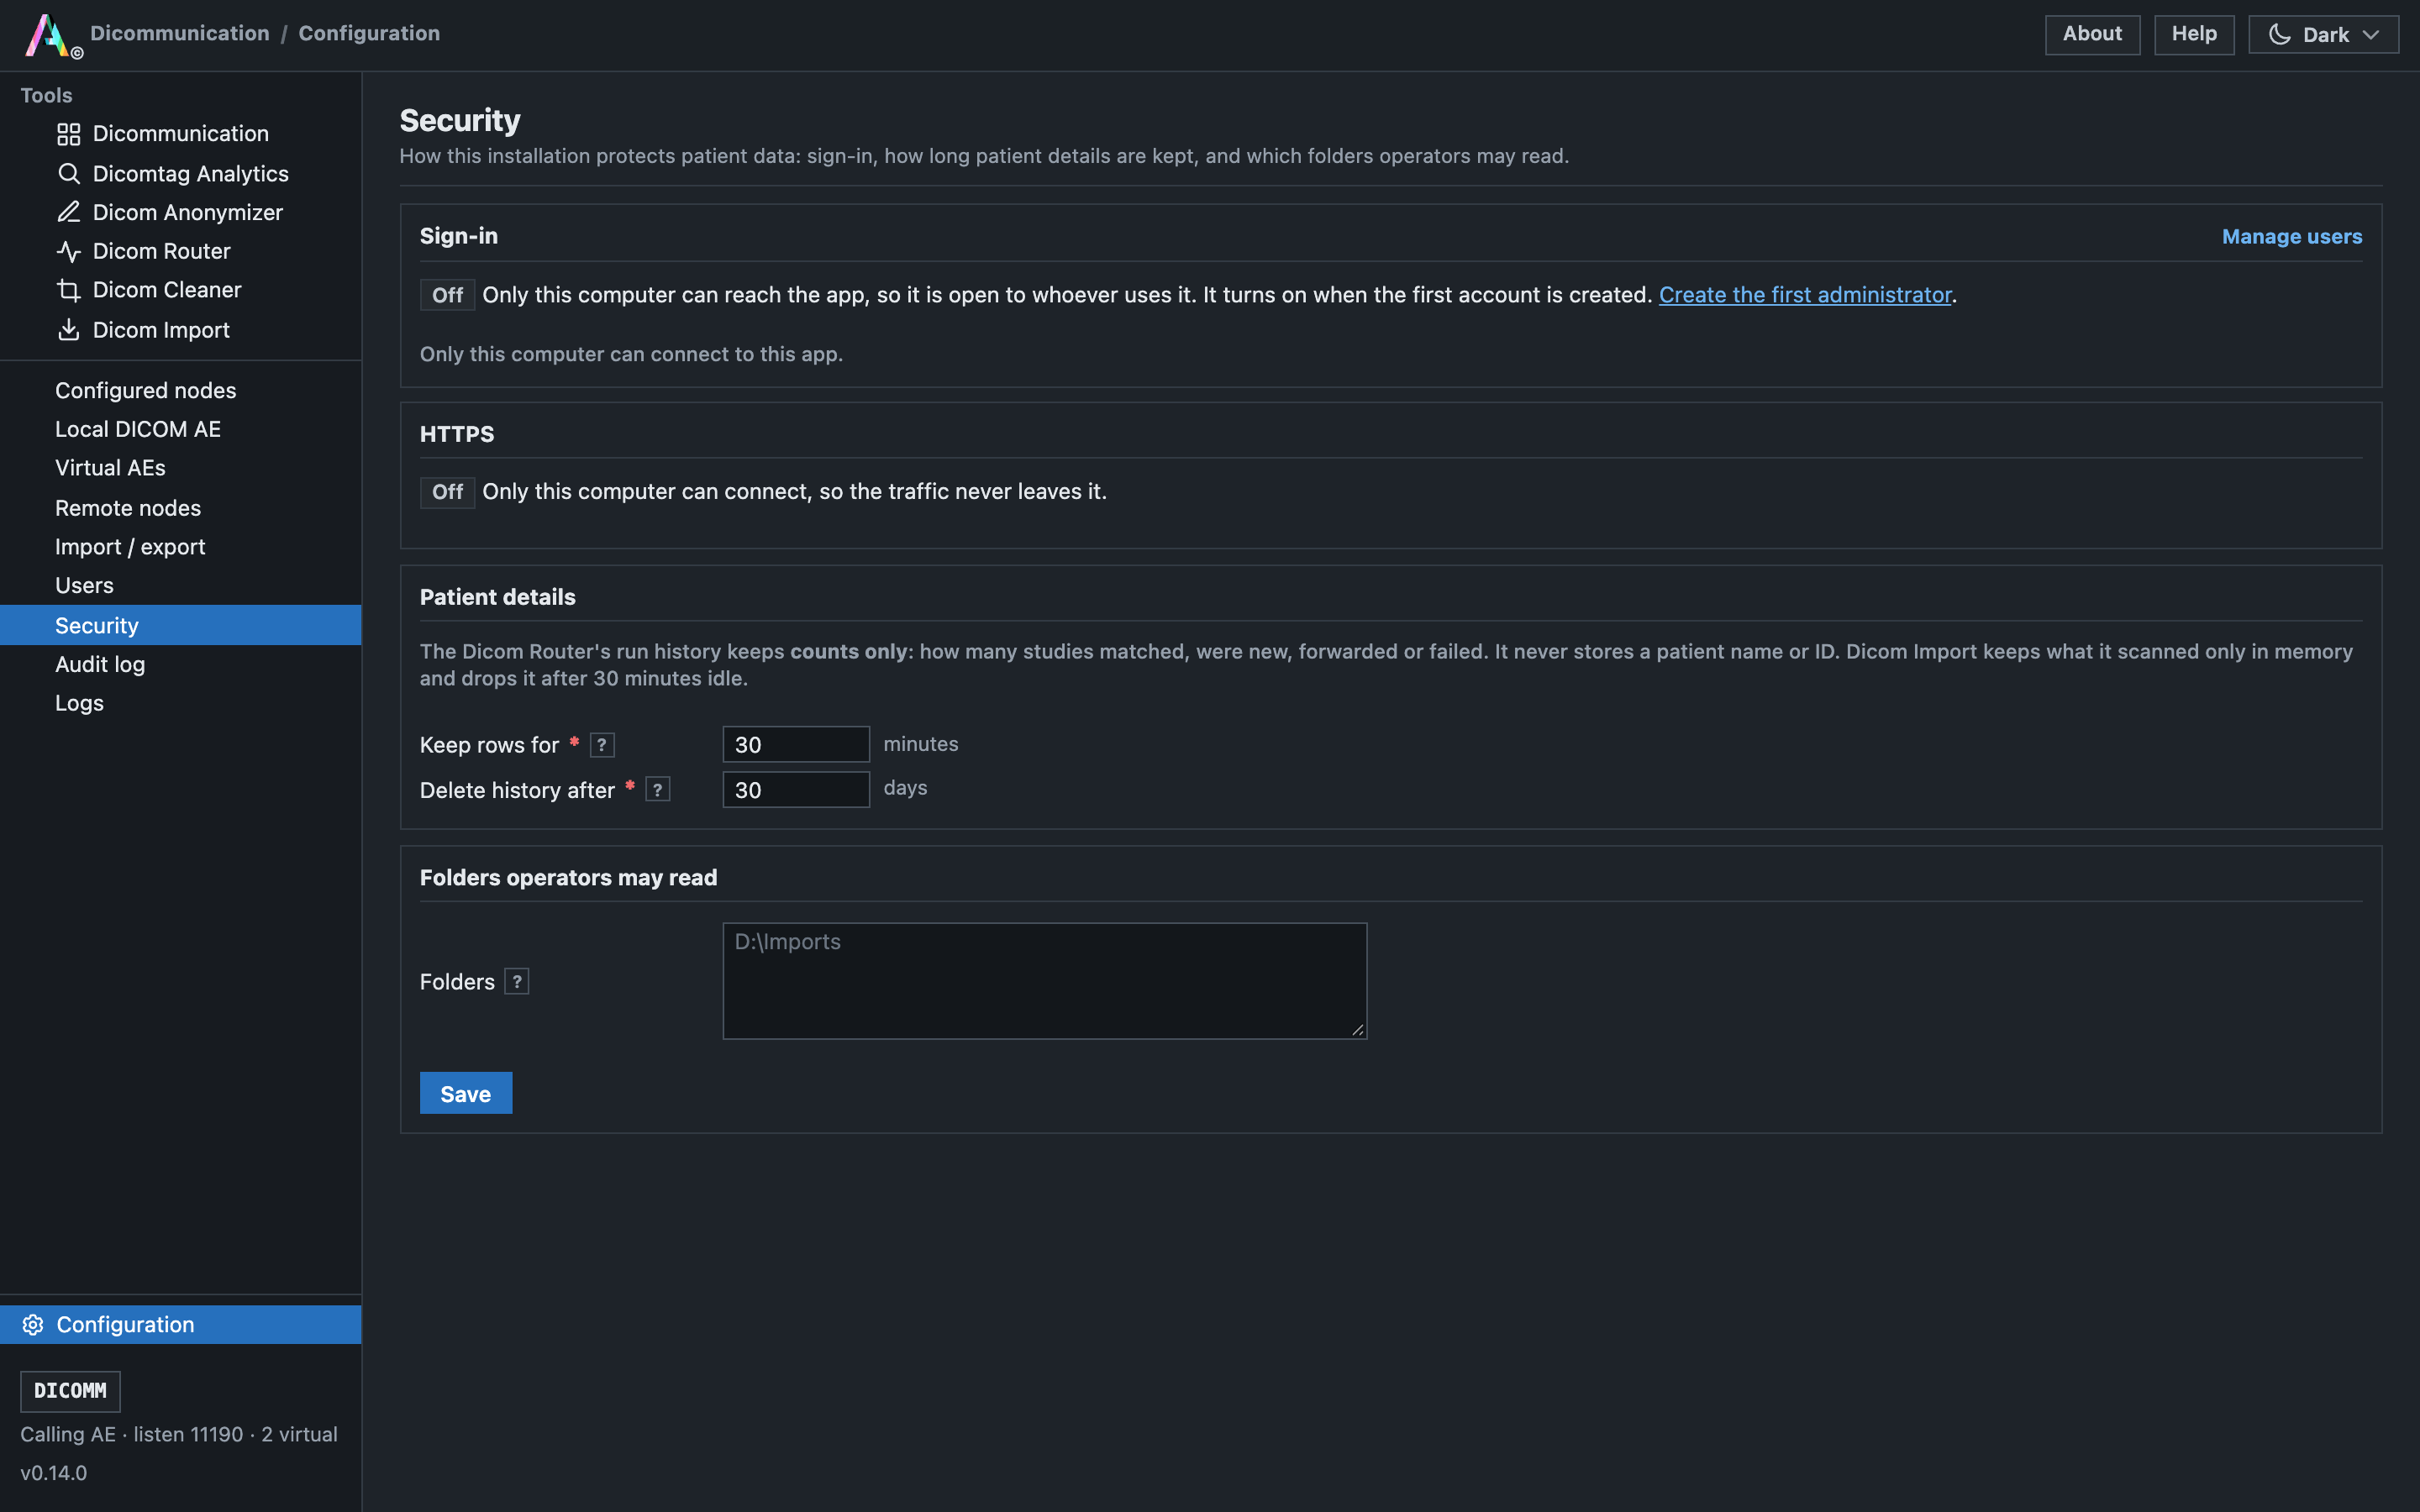 Dicommunication / Configuration
About
Help
Dark
Tools
Dicommunication
Dicomtag Analytics
Dicom Anonymizer
Dicom Router
Dicom Cleaner
Dicom Import
Configured nodes
Local DICOM AE
Virtual AEs
Remote nodes
Import / export
Users
Security
Audit log
Logs
Configuration
DICOMM
Calling AE · listen 11190 · 2 virtual
v0.14.0
Security
How this installation protects patient data: sign-in, how long patient details are kept, and which folders operators may read.
Sign-in
Manage users
Off Only this computer can reach the app, so it is open to whoever uses it. It turns on when the first account is created. Create the first administrator.
Only this computer can connect to this app.
HTTPS
Off Only this computer can connect, so the traffic never leaves it.
Patient details
The Dicom Router's run history keeps counts only: how many studies matched, were new, forwarded or failed. It never stores a patient name or ID. Dicom Import keeps what it scanned only in memory
and drops it after 30 minutes idle.
Keep rows for * ? 30 minutes
Delete history after * ? 30 days
Folders operators may read
Folders ?
D:\Imports
Save